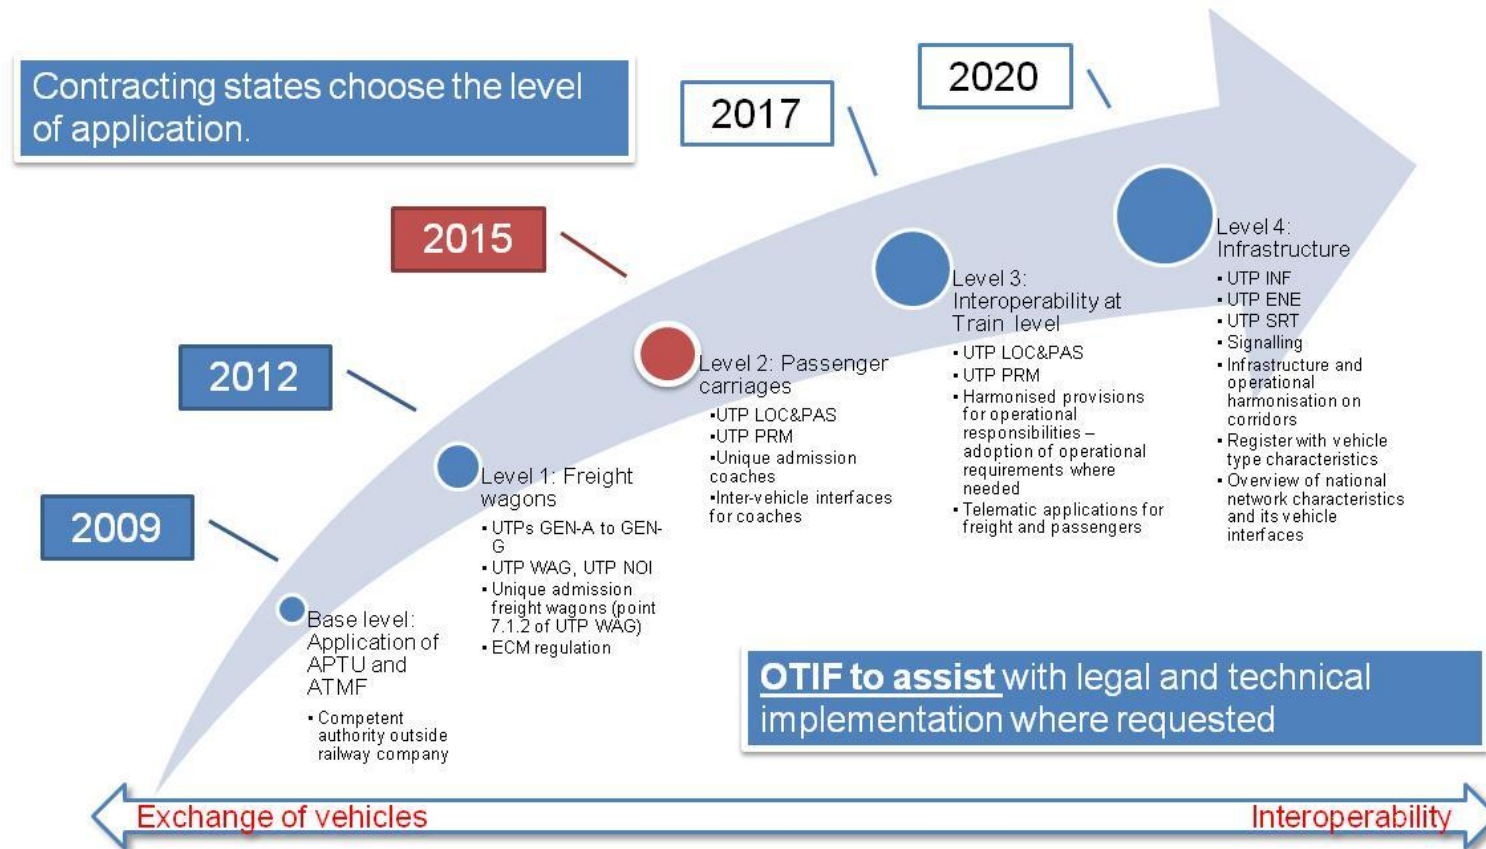 Contracting states choose the level
of application.
2009
Base level:
Application of
APTU and
ATMF
▪ Competent
authority outside
railway company
2012
Level 1: Freight
wagons
▪ UTPs GEN-A to GEN-
G
▪ UTP WAG, UTP NOI
▪ Unique admission
freight wagons (point
7.1.2 of UTP WAG)
▪ ECM regulation
2015
Level 2: Passenger
carriages
▪UTP LOC&PAS
▪UTP PRM
▪Unique admission
coaches
▪Inter-vehicle interfaces
for coaches
2017
Level 3:
Interoperability at
Train level
▪ UTP LOC&PAS
▪ UTP PRM
▪ Harmonised provisions
for operational
responsibilities –
adoption of operational
requirements where
needed
▪ Telematic applications for
freight and passengers
2020
Level 4:
Infrastructure
▪ UTP INF
▪ UTP ENE
▪ UTP SRT
▪ Signalling
▪ Infrastructure and
operational
harmonisation on
corridors
▪ Register with vehicle
type characteristics
▪ Overview of national
network characteristics
and its vehicle
interfaces
OTIF to assist with legal and technical
implementation where requested
Exchange of vehicles
Interoperability